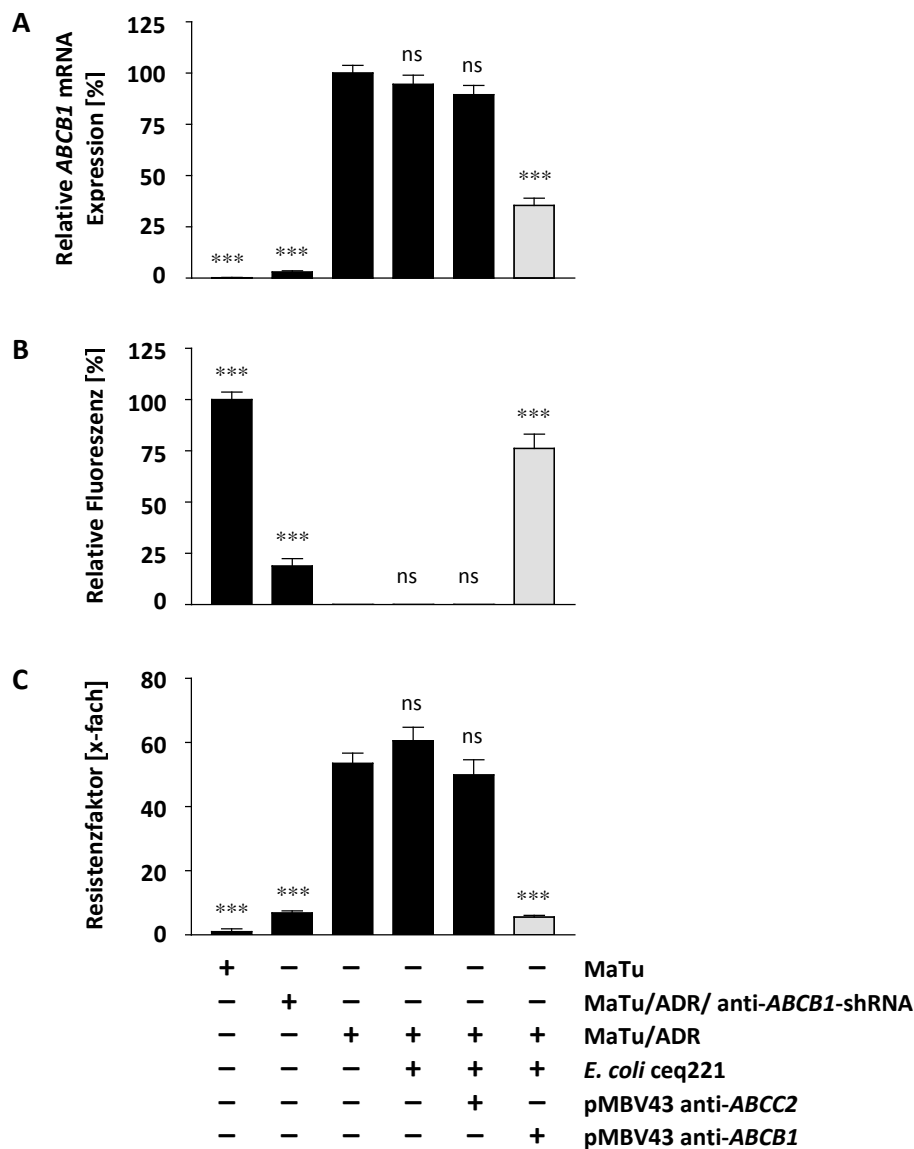 A
Relative ABCB1 mRNA
Expression [%]
125
100
75
50
25
0
***
***
ns
ns
***
B
Relative Fluoreszenz [%]
125
100
75
50
25
0
***
***
ns
ns
***
C
Resistenzfaktor [x-fach]
80
60
40
20
0
***
***
ns
ns
***
+ − − − − − MaTu
− + − − − − MaTu/ADR/ anti-ABCB1-shRNA
− − + + + + MaTu/ADR
− − − + + + E. coli ceq221
− − − − + − pMBV43 anti-ABCC2
− − − − − + pMBV43 anti-ABCB1